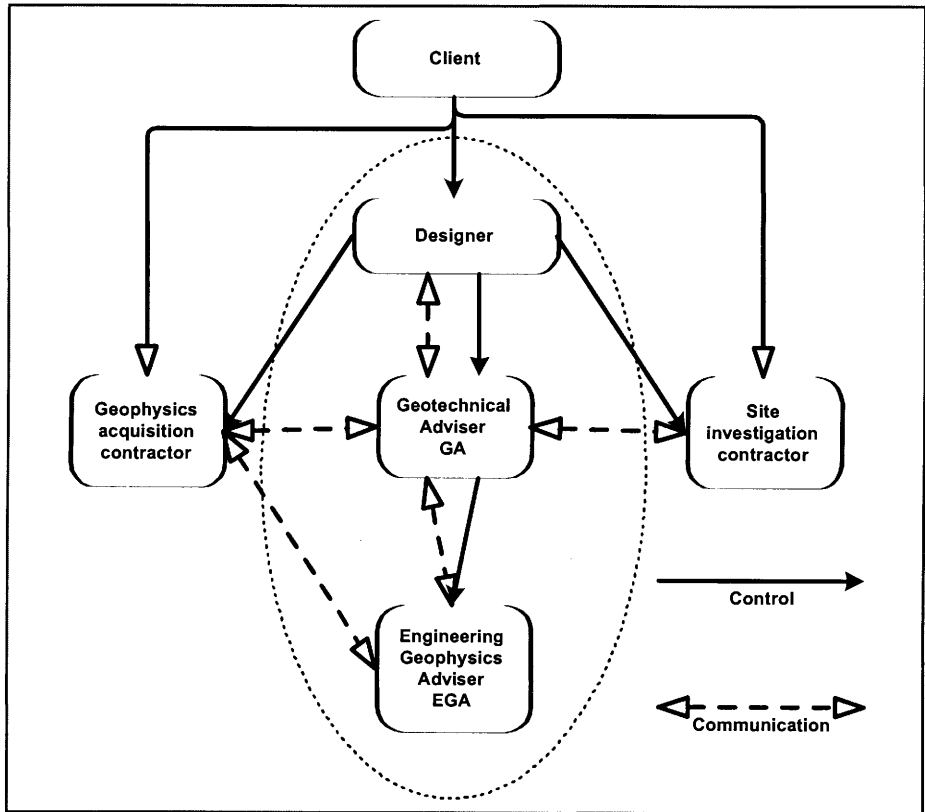 Client
Designer
Geophysics
acquisition
contractor
Geotechnical
Adviser
GA
Site
investigation
contractor
Control
Engineering
Geophysics
Adviser
EGA
Communication